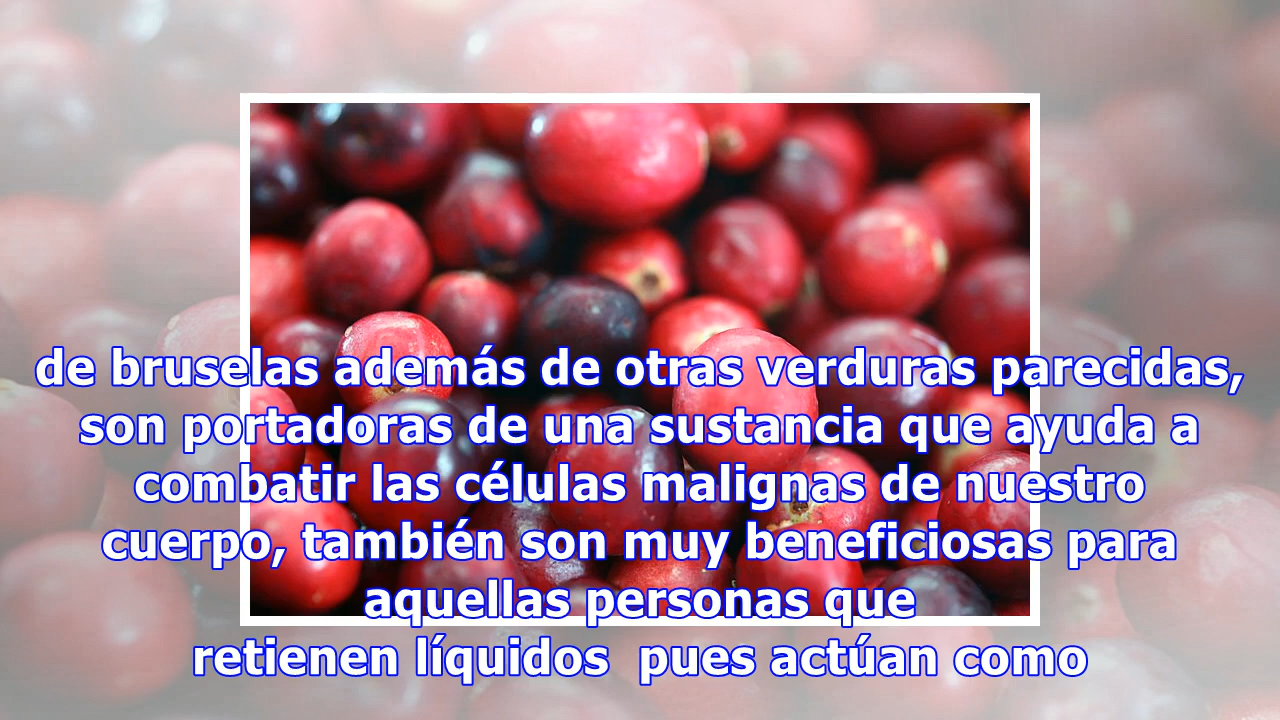 de bruselas además de otras verduras parecidas,
son portadoras de una sustancia que ayuda a
combatir las células malignas de nuestro
cuerpo, también son muy beneficiosas para
aquellas personas que
retienen líquidos  pues actúan como